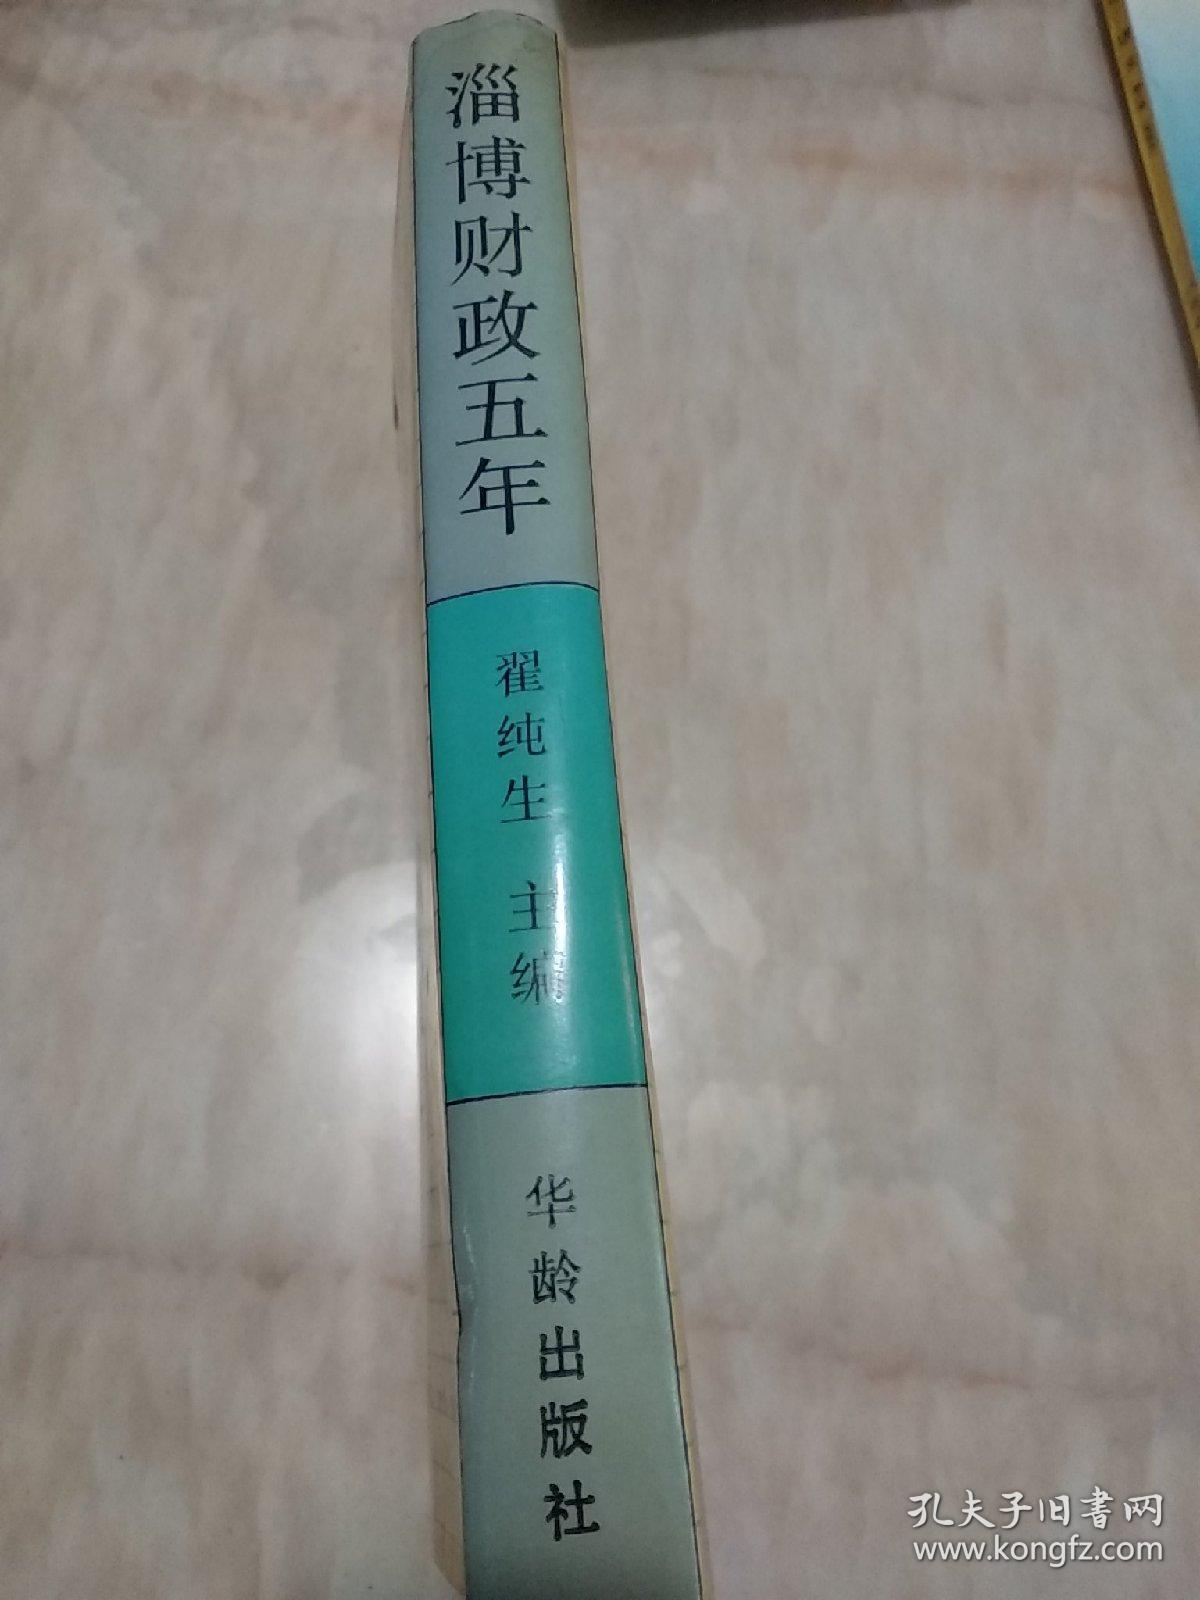 淄博财政五年
翟纯生 主编
华龄出版社
孔夫子旧书网
www.kongfz.com